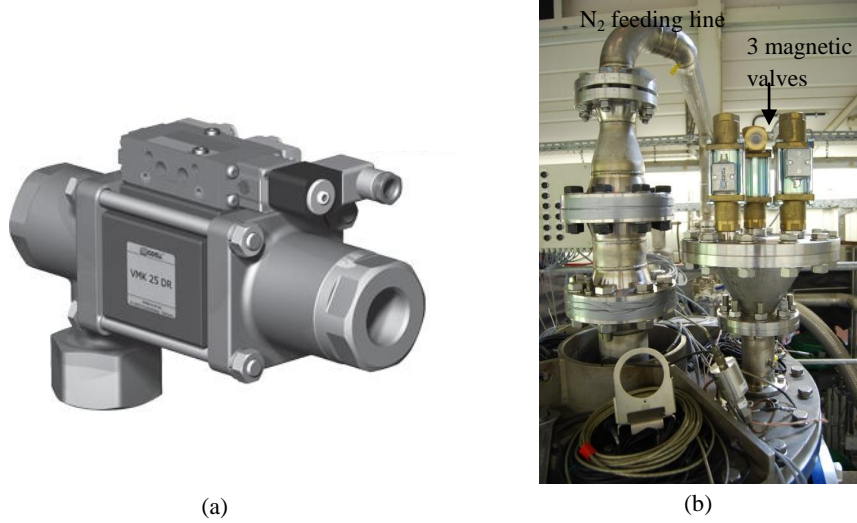 N₂ feeding line
3 magnetic
valves
VMK 25 DR
(a)
(b)